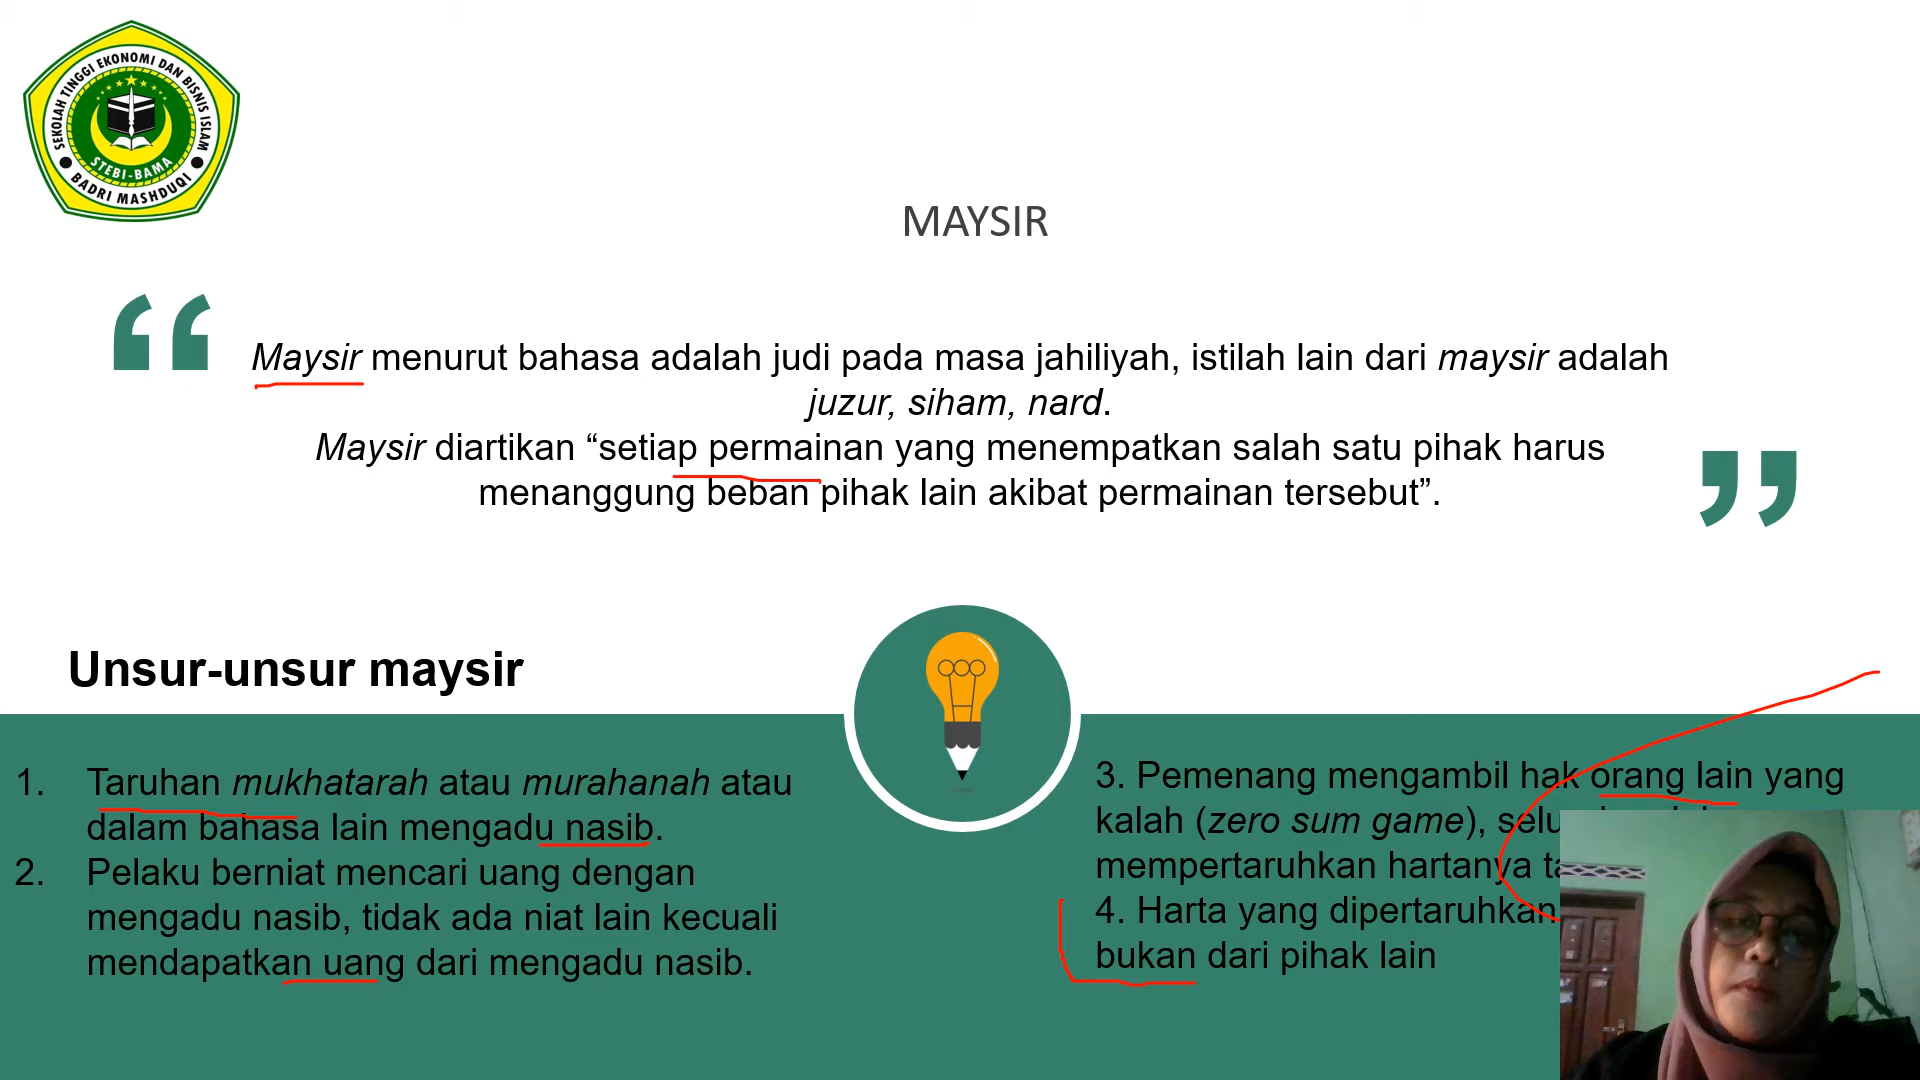 SEKOLAH TINGGI EKONOMI DAN BISNIS ISLAM
STEBI-BAMA
BADRI MASHDUQI
MAYSIR
“
Maysir menurut bahasa adalah judi pada masa jahiliyah, istilah lain dari maysir adalah
juzur, siham, nard.
Maysir diartikan “setiap permainan yang menempatkan salah satu pihak harus
menanggung beban pihak lain akibat permainan tersebut”.
”
Unsur-unsur maysir
1. Taruhan mukhatarah atau murahanah atau
dalam bahasa lain mengadu nasib.
2. Pelaku berniat mencari uang dengan
mengadu nasib, tidak ada niat lain kecuali
mendapatkan uang dari mengadu nasib.
3. Pemenang mengambil hak orang lain yang
kalah (zero sum game),
mempertaruhkan hartanya
4. Harta yang dipertaruhkan
bukan dari pihak lain